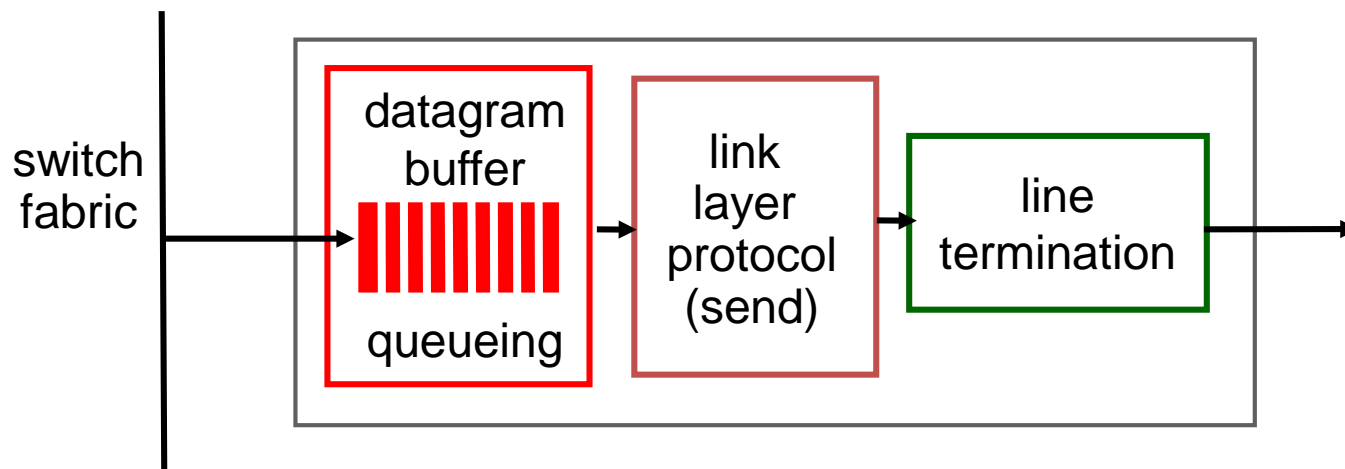 switch
fabric
datagram
buffer
queueing
link
layer
protocol
(send)
line
termination